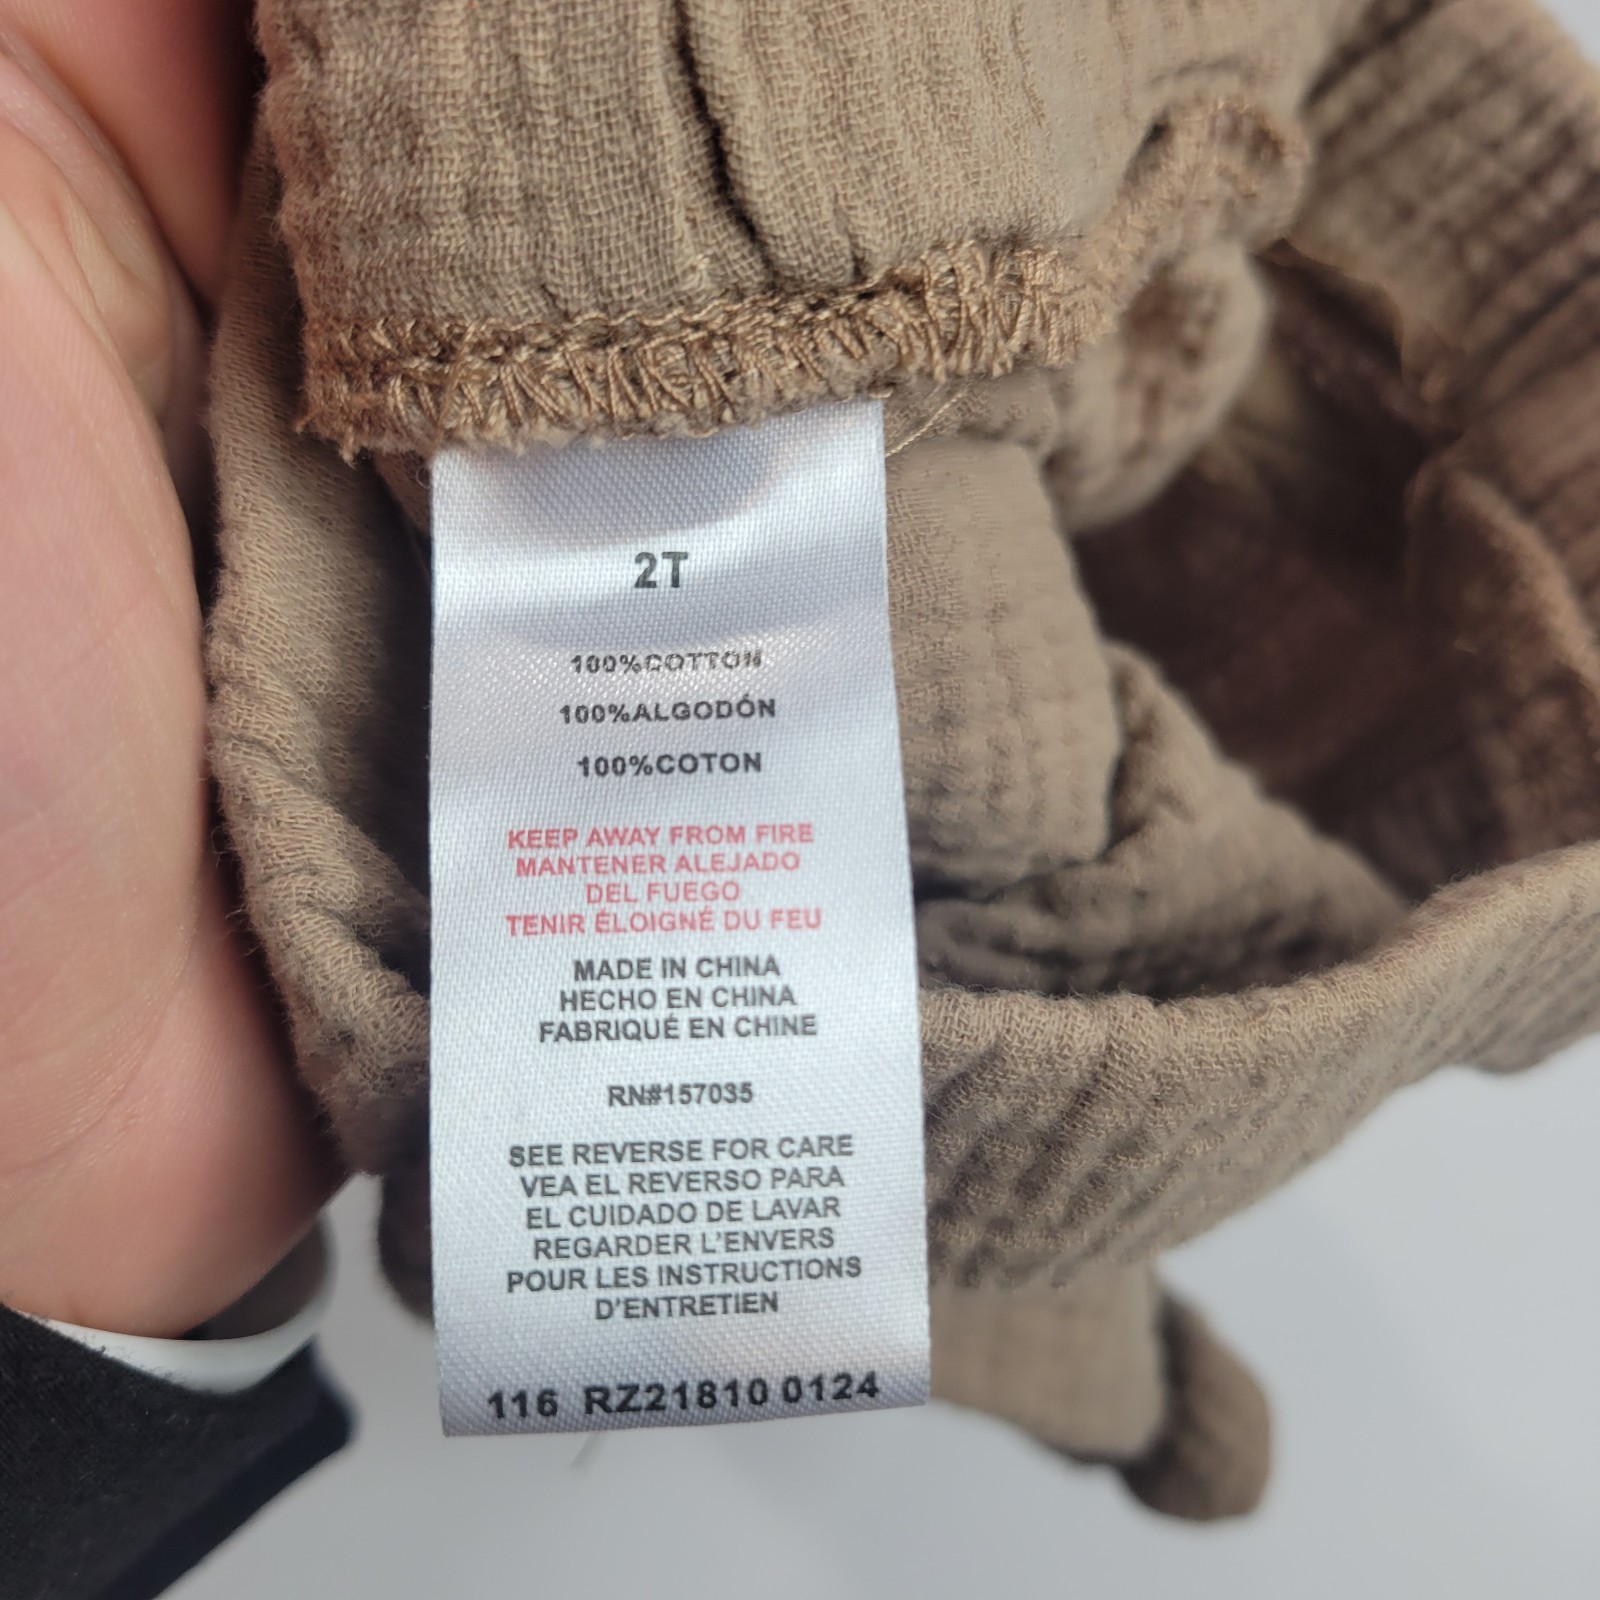 2T
100%COTTON
100%ALGODÓN
100%COTON
KEEP AWAY FROM FIRE
MANTENER ALEJADO
DEL FUEGO
TENIR ÉLOIGNÉ DU FEU
MADE IN CHINA
HECHO EN CHINA
FABRIQUÉ EN CHINE
RN#157035
SEE REVERSE FOR CARE
VEA EL REVERSO PARA
EL CUIDADO DE LAVAR
REGARDER L'ENVERS
POUR LES INSTRUCTIONS
D'ENTRETIEN
116 RZ21810 0124